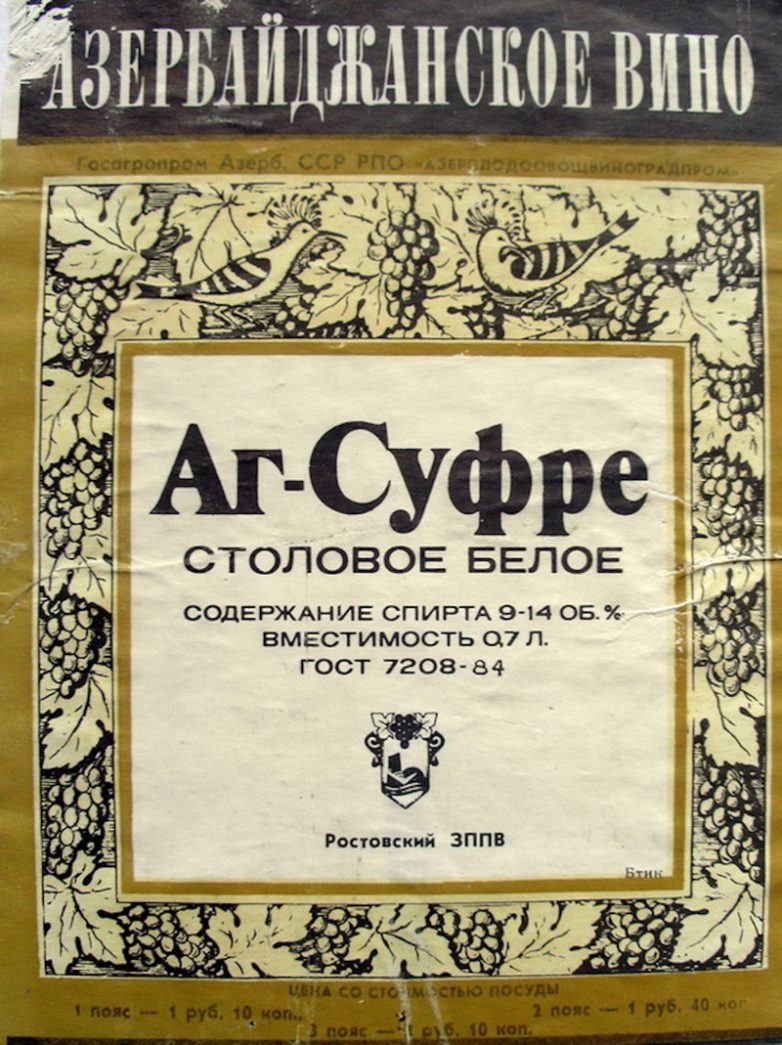 АЗЕРБАЙДЖАНСКОЕ ВИНО
Госагропром Азерб. ССР РПО «АЗЕРПЛОДООВОЩВИНОГРАДПРОМ»
Аг-Суфре
СТОЛОВОЕ БЕЛОЕ
СОДЕРЖАНИЕ СПИРТА 9-14 ОБ.%
ВМЕСТИМОСТЬ 0,7 Л.
ГОСТ 7208-84
Ростовский ЗППВ
Бтик
ЦЕНА СО СТОИМОСТЬЮ ПОСУДЫ
1 пояс — 1 руб. 10 коп., 2 пояс — 1 руб. 40 коп
3 пояс — руб. 10 коп.